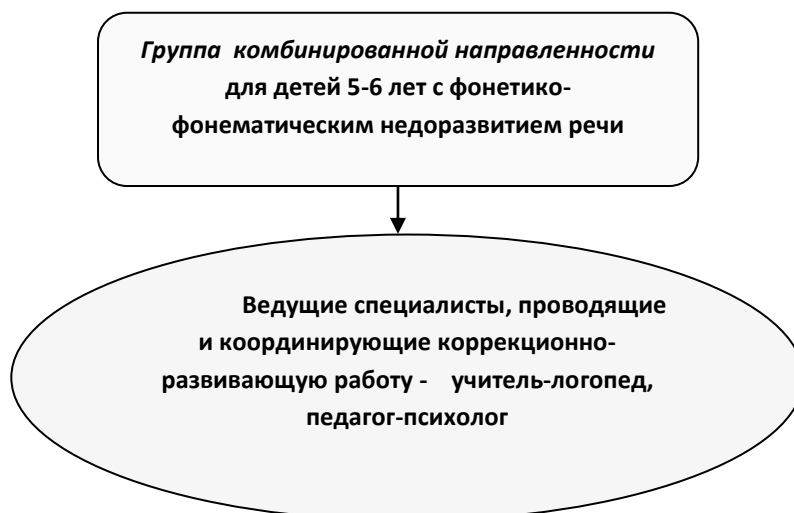 Группа комбинированной направленности
для детей 5-6 лет с фонетико-
фонематическим недоразвитием речи
Ведущие специалисты, проводящие
и координирующие коррекционно-
развивающую работу - учитель-логопед,
педагог-психолог